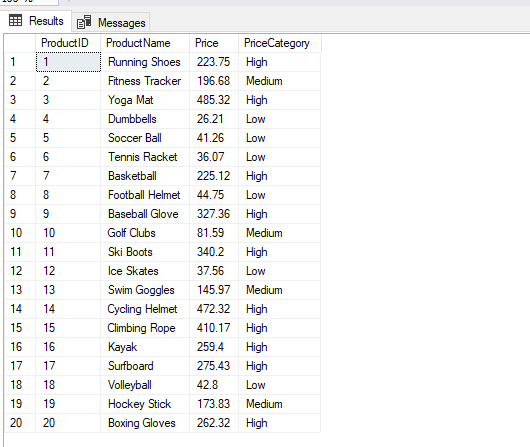 Results Messages
ProductID ProductName Price PriceCategory
1 1 Running Shoes 223.75 High
2 2 Fitness Tracker 196.68 Medium
3 3 Yoga Mat 485.32 High
4 4 Dumbbells 26.21 Low
5 5 Soccer Ball 41.26 Low
6 6 Tennis Racket 36.07 Low
7 7 Basketball 225.12 High
8 8 Football Helmet 44.75 Low
9 9 Baseball Glove 327.36 High
10 10 Golf Clubs 81.59 Medium
11 11 Ski Boots 340.2 High
12 12 Ice Skates 37.56 Low
13 13 Swim Goggles 145.97 Medium
14 14 Cycling Helmet 472.32 High
15 15 Climbing Rope 410.17 High
16 16 Kayak 259.4 High
17 17 Surfboard 275.43 High
18 18 Volleyball 42.8 Low
19 19 Hockey Stick 173.83 Medium
20 20 Boxing Gloves 262.32 High